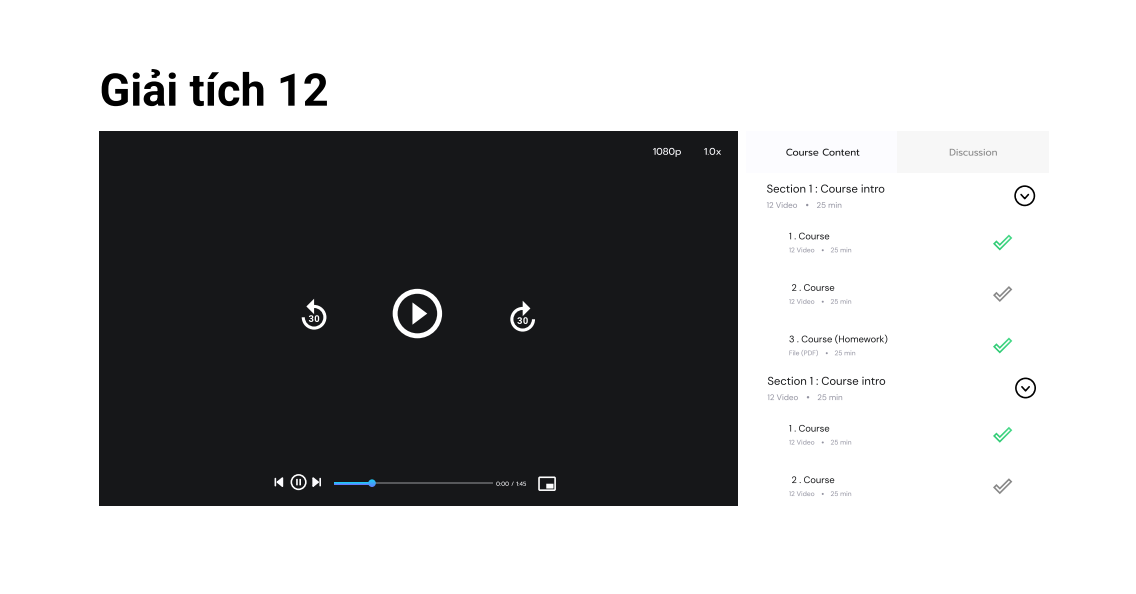 Giải tích 12
1080p 1.0x
30
30
0:00 / 1:45
Course Content
Discussion
Section 1 : Course intro
12 Video • 25 min
1 . Course
12 Video • 25 min
2 . Course
12 Video • 25 min
3 . Course (Homework)
File (PDF) • 25 min
Section 1 : Course intro
12 Video • 25 min
1 . Course
12 Video • 25 min
2 . Course
12 Video • 25 min